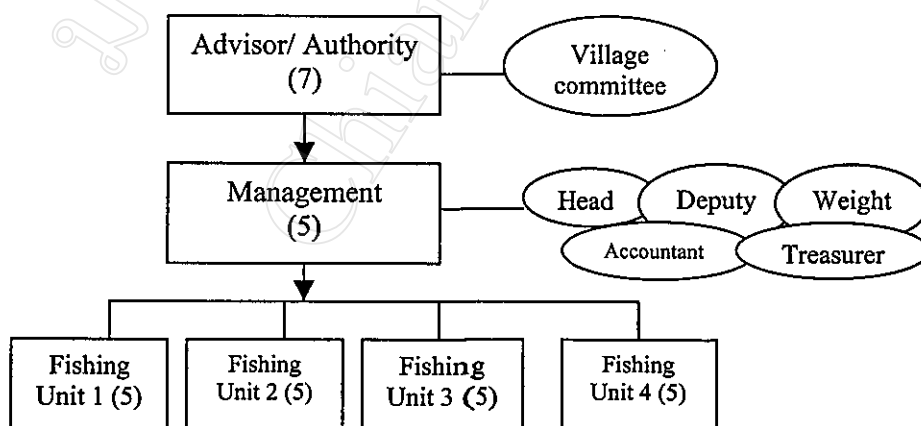 Advisor/ Authority
(7)
Village
committee
Management
(5)
Head
Deputy
Weight
Accountant
Treasurer
Fishing
Unit 1 (5)
Fishing
Unit 2 (5)
Fishing
Unit 3 (5)
Fishing
Unit 4 (5)